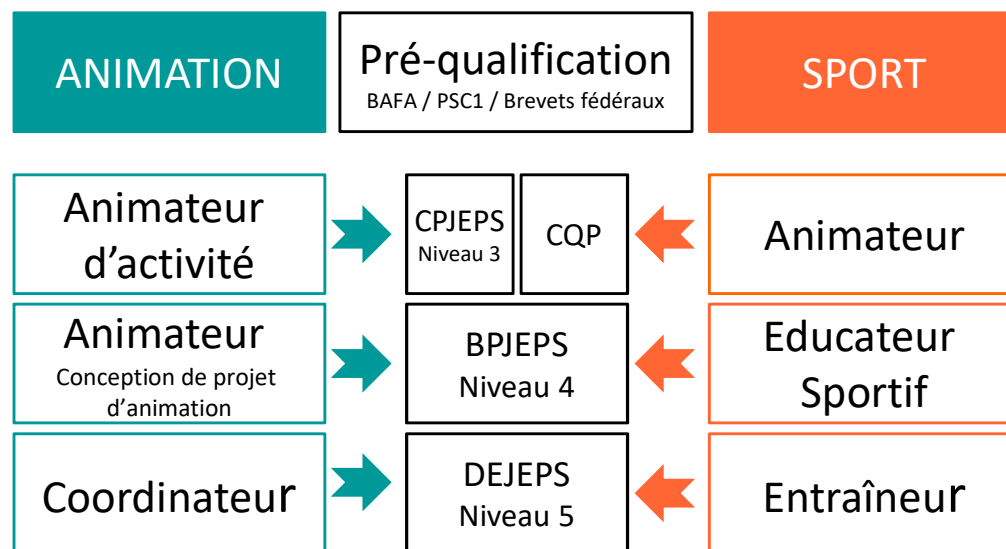 ANIMATION
Pré-qualification
BAFA / PSC1 / Brevets fédéraux
SPORT
Animateur
d’activité
CPJEPS
Niveau 3
CQP
Animateur
Animateur
Conception de projet
d’animation
BPJEPS
Niveau 4
Educateur
Sportif
Coordinateur
DEJEPS
Niveau 5
Entraîneur